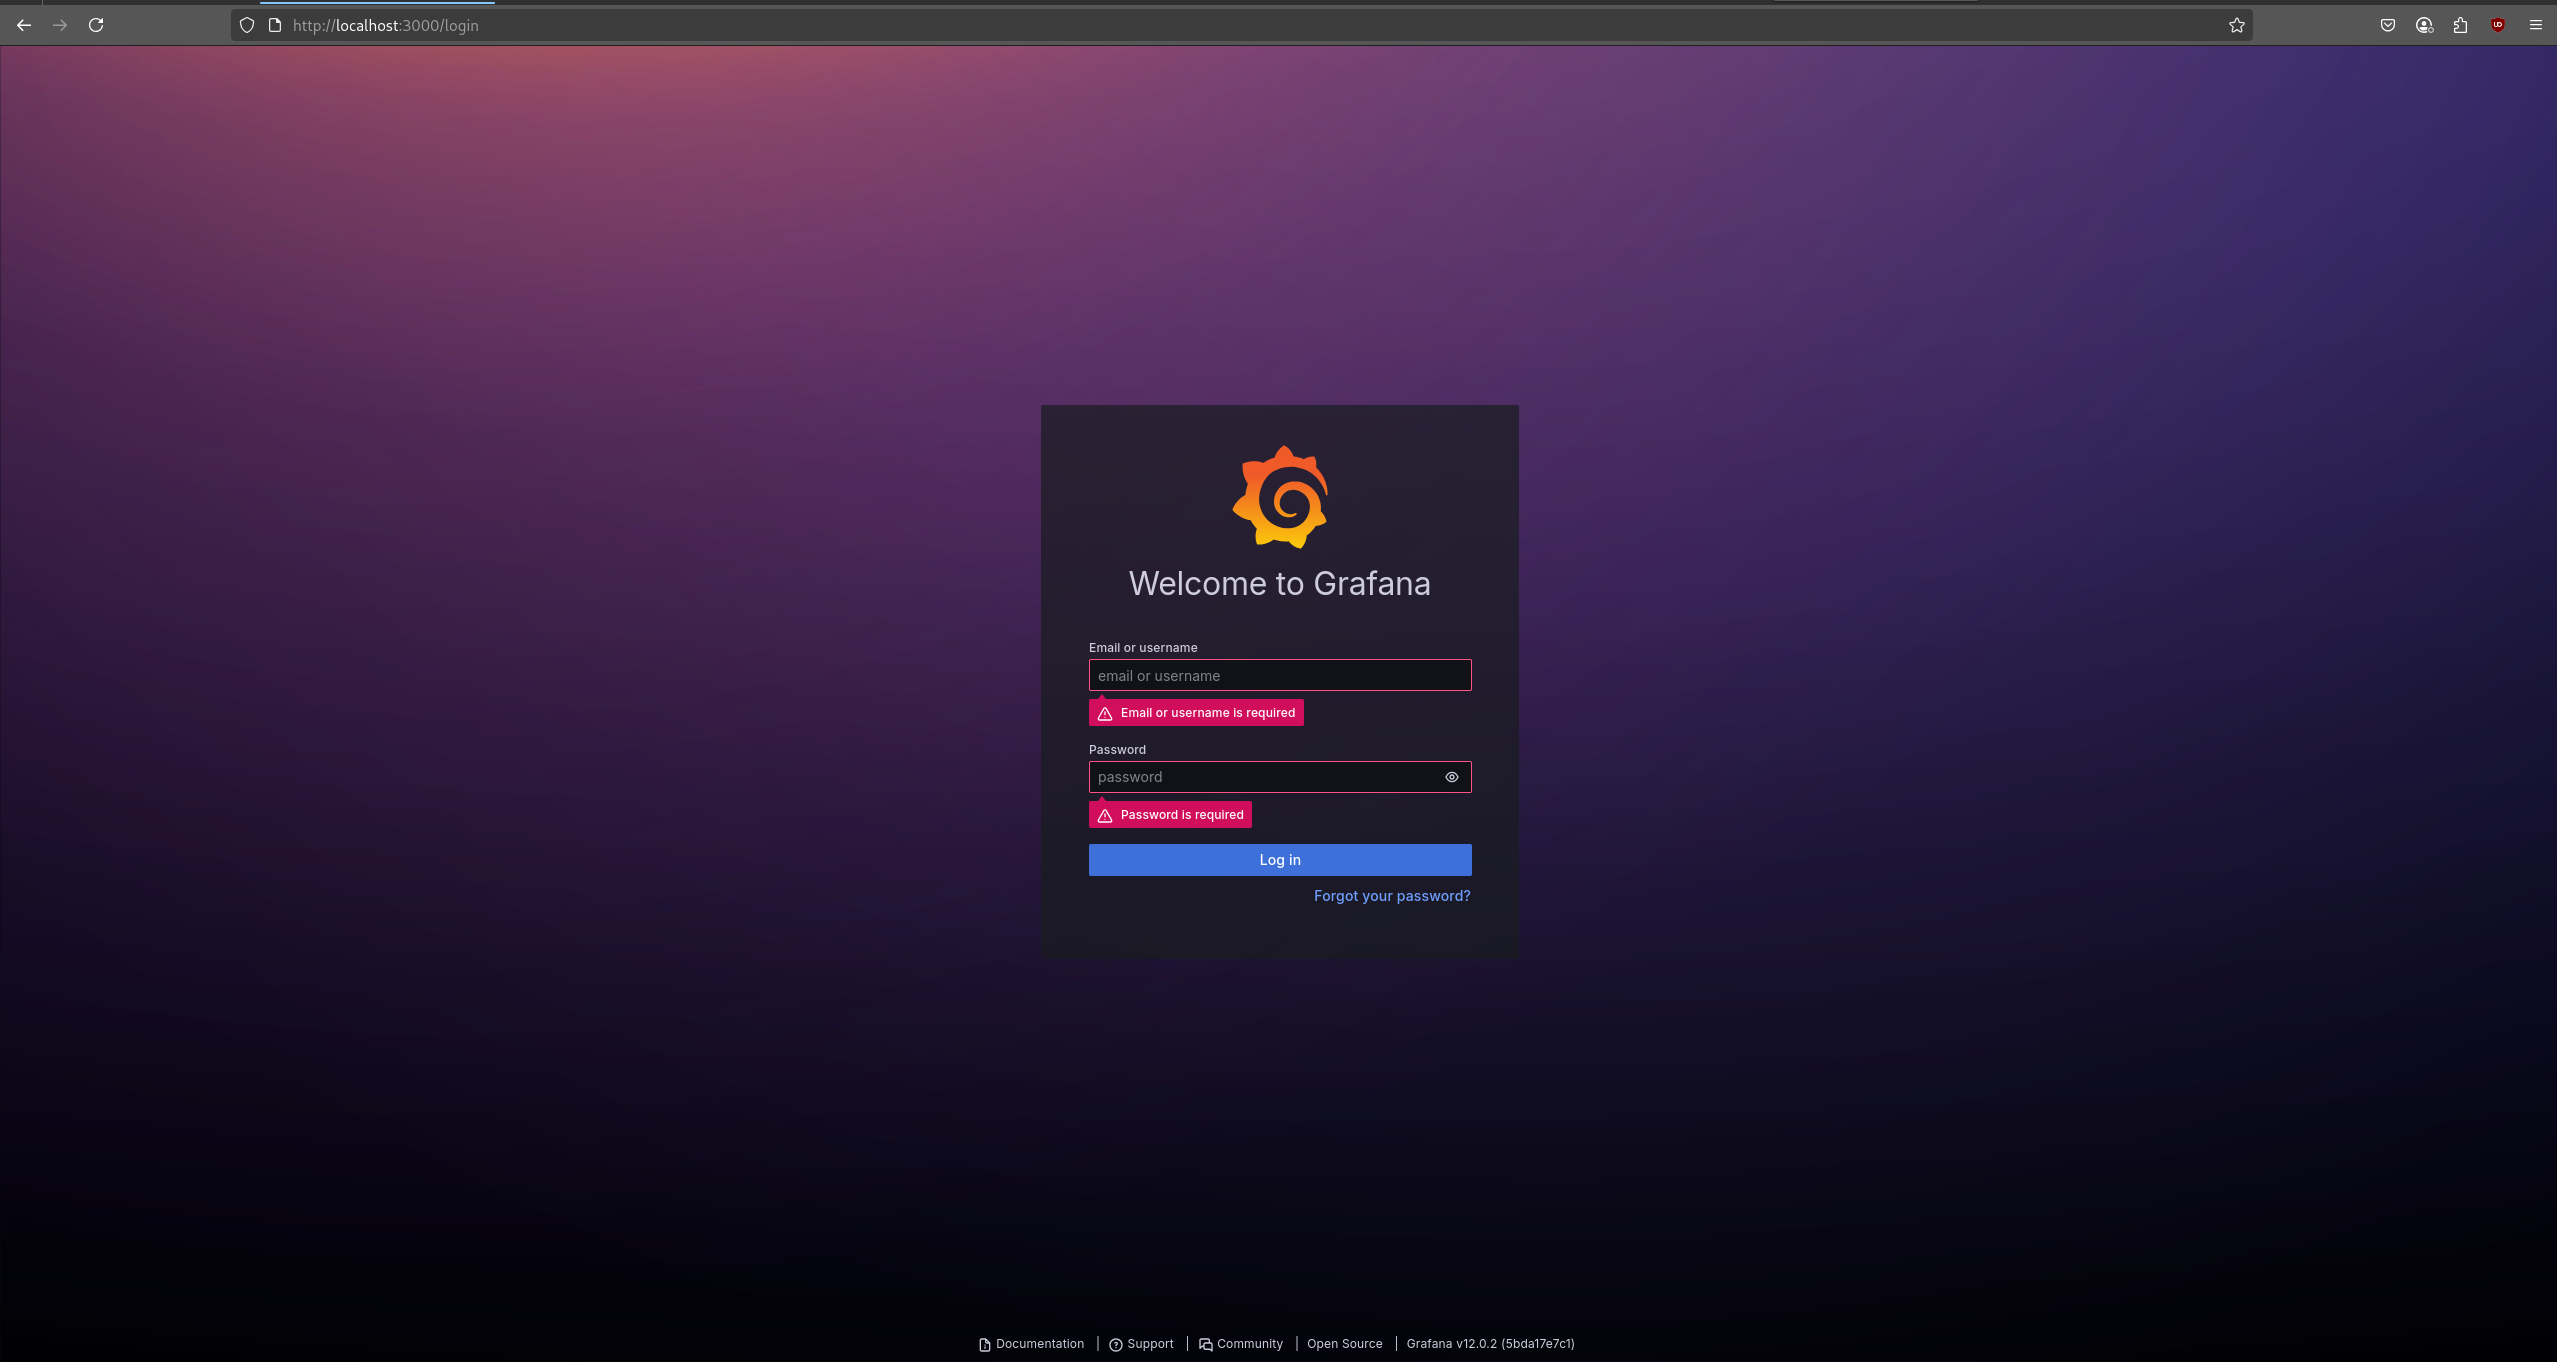 http://localhost:3000/login
Welcome to Grafana
Email or username
email or username
Email or username is required
Password
password
Password is required
Log in
Forgot your password?
Documentation | Support | Community | Open Source | Grafana v12.0.2 (5bda17e7c1)